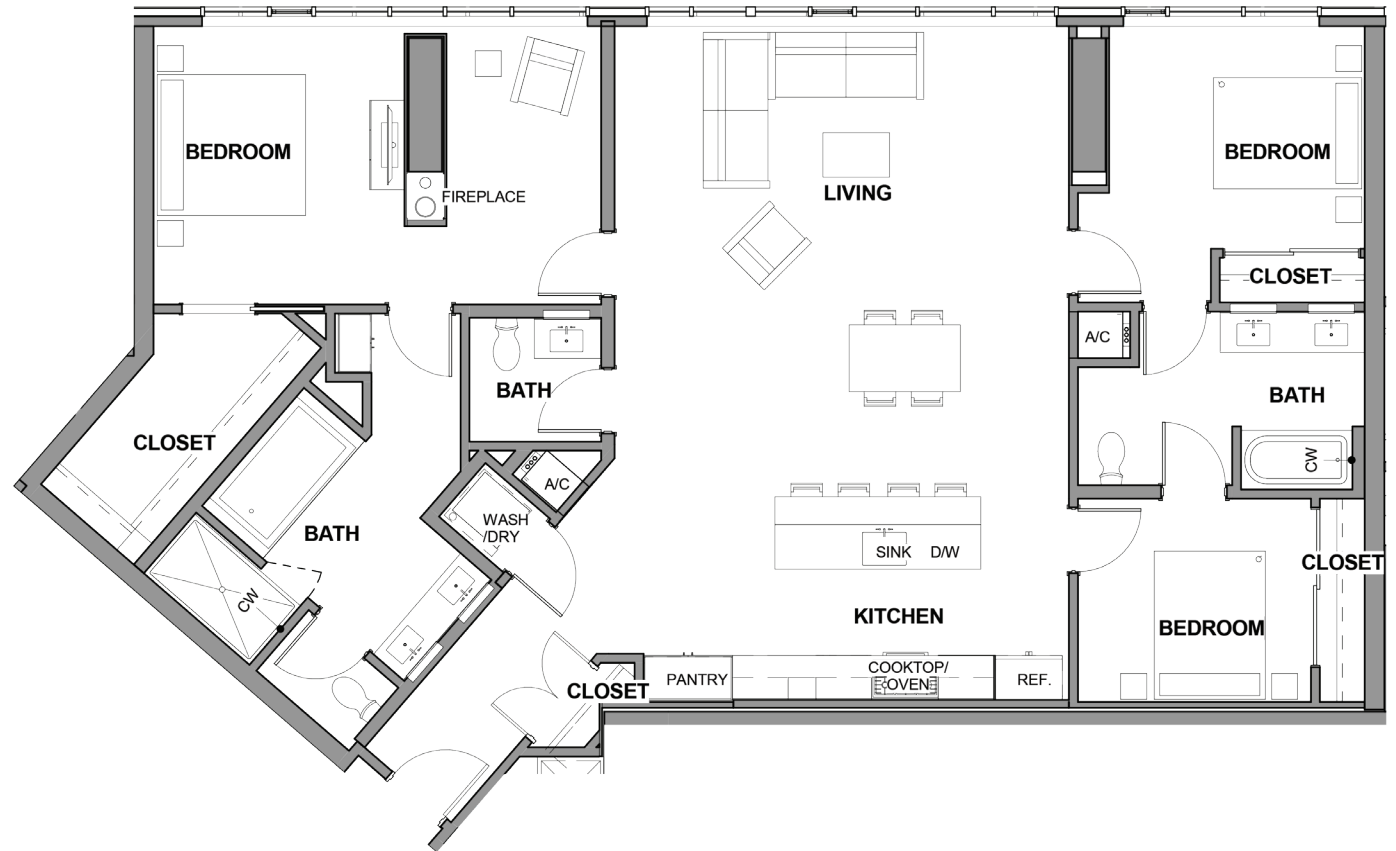 BEDROOM
FIREPLACE
LIVING
BEDROOM
CLOSET
A/C
BATH
BATH
CLOSET
CW
A/C
WASH
/DRY
BATH
SINK
D/W
CLOSET
CW
KITCHEN
BEDROOM
CLOSET
PANTRY
COOKTOP/
OVEN
REF.